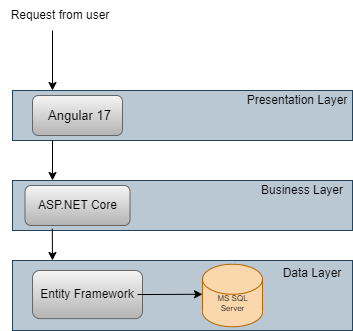 Request from user
Presentation Layer
Angular 17
Business Layer
ASP.NET Core
Data Layer
Entity Framework
MS SQL
Server